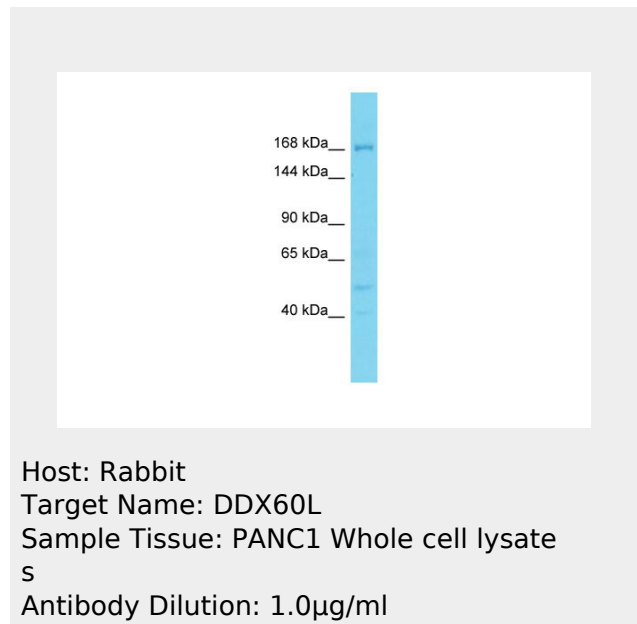 168 kDa__
144 kDa__
90 kDa__
65 kDa__
40 kDa__
Host: Rabbit
Target Name: DDX60L
Sample Tissue: PANC1 Whole cell lysate
s
Antibody Dilution: 1.0µg/ml